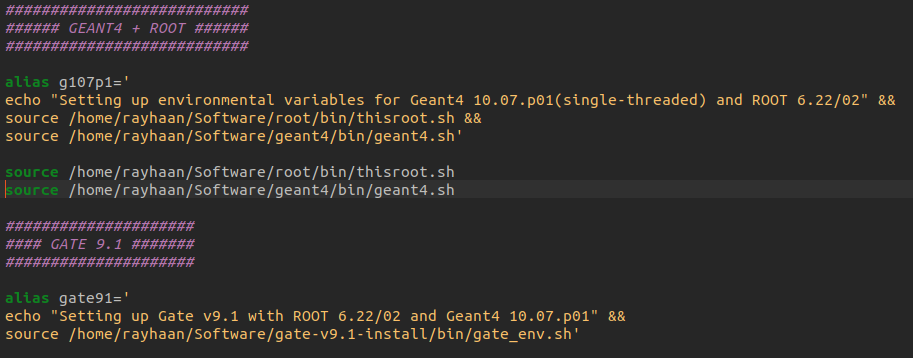 ###########################
###### GEANT4 + ROOT ######
###########################
alias g107p1='
echo "Setting up environmental variables for Geant4 10.07.p01(single-threaded) and ROOT 6.22/02" &&
source /home/rayhaan/Software/root/bin/thisroot.sh &&
source /home/rayhaan/Software/geant4/bin/geant4.sh'
source /home/rayhaan/Software/root/bin/thisroot.sh
source /home/rayhaan/Software/geant4/bin/geant4.sh
#####################
#### GATE 9.1 #######
#####################
alias gate91='
echo "Setting up Gate v9.1 with ROOT 6.22/02 and Geant4 10.07.p01" &&
source /home/rayhaan/Software/gate-v9.1-install/bin/gate_env.sh'